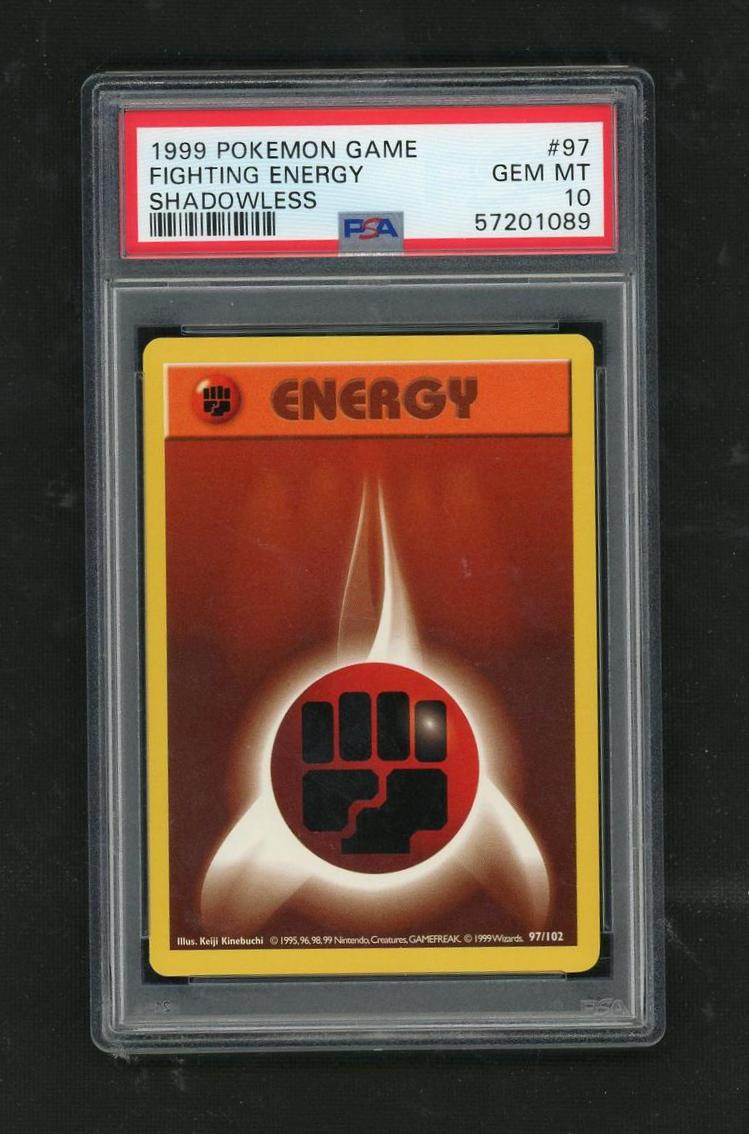 1999 POKEMON GAME #97
FIGHTING ENERGY GEM MT
SHADOWLESS 10
PSA 57201089
ENERGY
Illus. Keiji Kinebuchi © 1995, 96, 98, 99 Nintendo, Creatures, GAMEFREAK. © 1999 Wizards. 97/102
PSA